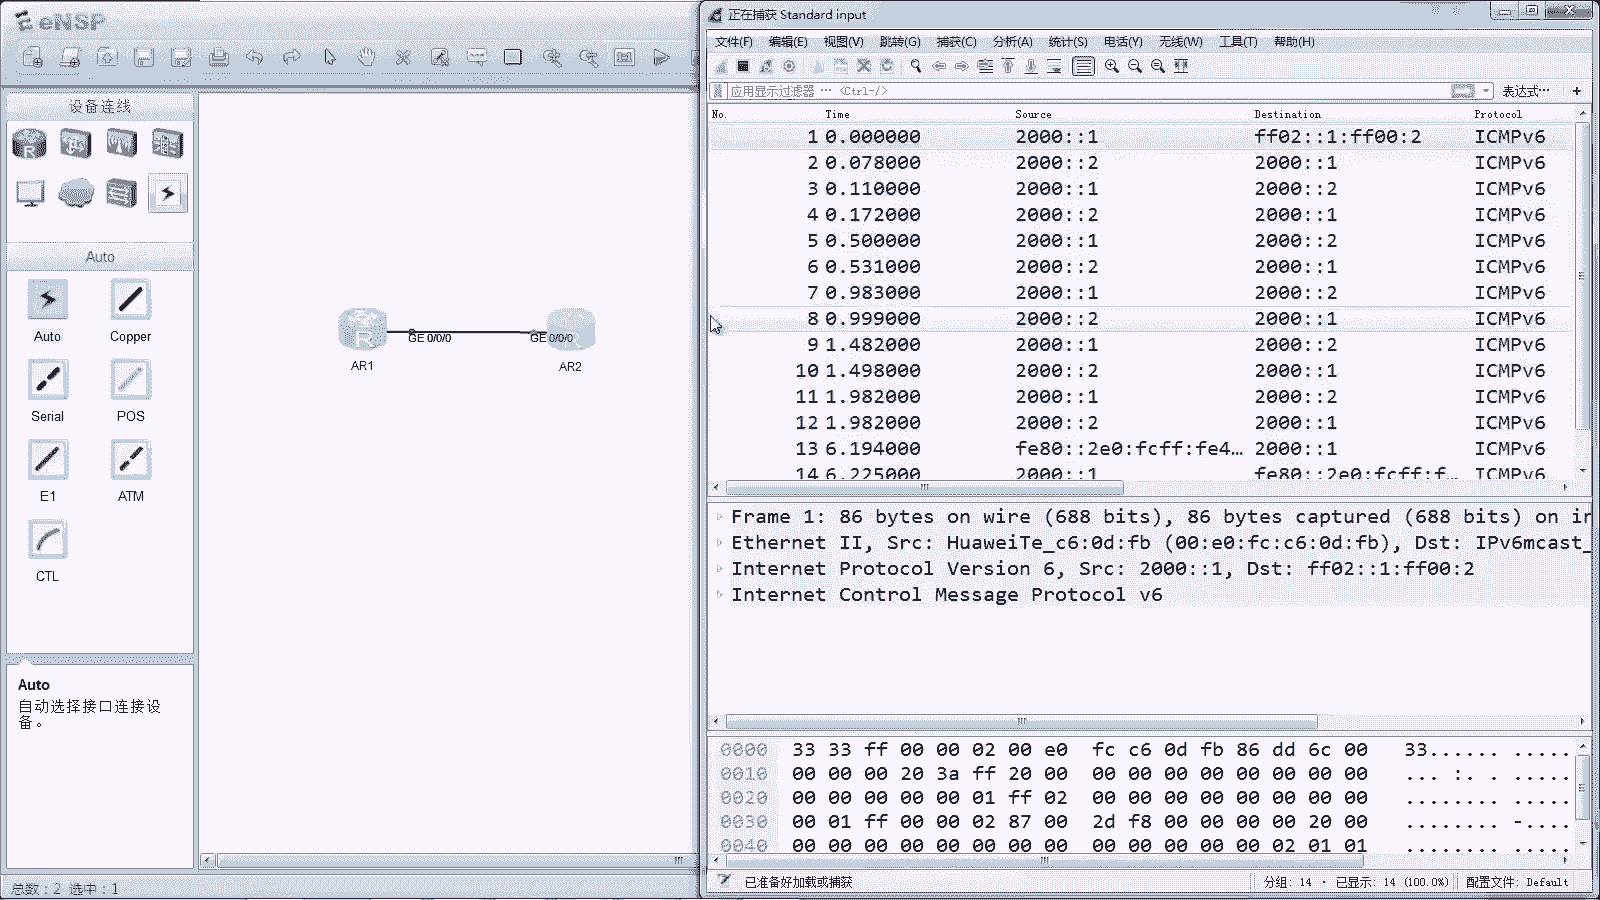 eNSP
设备连线
Auto
Auto
Copper
Serial
POS
E1
ATM
CTL
Auto
自动选择接口连接设
备。
总数：2 选中：1
GE 0/0/0
GE 0/0/0
AR1
AR2
正在捕获 Standard input
文件(F) 编辑(E) 视图(V) 跳转(G) 捕获(C) 分析(A) 统计(S) 电话(Y) 无线(W) 工具(T) 帮助(H)
应用显示过滤器 … <Ctrl-/> 表达式… +
No. Time Source Destination Protocol
1 0.000000 2000::1 ff02::1:ff00:2 ICMPv6
2 0.078000 2000::2 2000::1 ICMPv6
3 0.110000 2000::1 2000::2 ICMPv6
4 0.172000 2000::2 2000::1 ICMPv6
5 0.500000 2000::1 2000::2 ICMPv6
6 0.531000 2000::2 2000::1 ICMPv6
7 0.983000 2000::1 2000::2 ICMPv6
8 0.999000 2000::2 2000::1 ICMPv6
9 1.482000 2000::1 2000::2 ICMPv6
10 1.498000 2000::2 2000::1 ICMPv6
11 1.982000 2000::1 2000::2 ICMPv6
12 1.982000 2000::2 2000::1 ICMPv6
13 6.194000 fe80::2e0:fcff:fe4… 2000::1 ICMPv6
14 6.225000 2000::1 fe80::2e0:fcff:f… ICMPv6
Frame 1: 86 bytes on wire (688 bits), 86 bytes captured (688 bits) on in
Ethernet II, Src: HuaweiTe_c6:0d:fb (00:e0:fc:c6:0d:fb), Dst: IPv6mcast_
Internet Protocol Version 6, Src: 2000::1, Dst: ff02::1:ff00:2
Internet Control Message Protocol v6
0000 33 33 ff 00 00 02 00 e0 fc c6 0d fb 86 dd 6c 00 33...... .....
0010 00 00 00 20 3a ff 20 00 00 00 00 00 00 00 00 00 ... :. . .....
0020 00 00 00 00 00 01 ff 02 00 00 00 00 00 00 00 00 ........ .....
0030 00 01 ff 00 00 02 87 00 2d f8 00 00 00 00 20 00 ........ -....
0040 00 00 00 00 00 00 00 00 00 00 00 00 00 02 01 01 ........ .....
已准备好加载或捕获 分组: 14 · 已显示: 14 (100.0%) 配置文件: Default